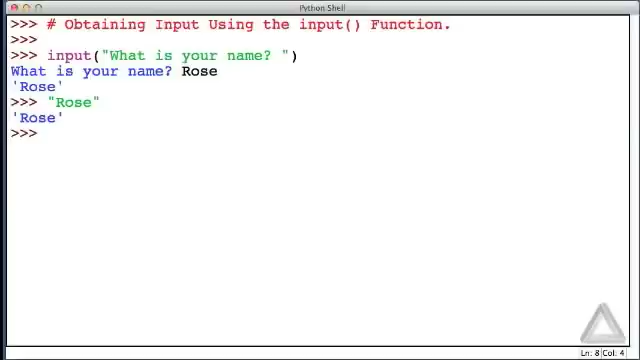 Python Shell
>>> # Obtaining Input Using the input() Function.
>>>
>>> input("What is your name? ")
What is your name? Rose
'Rose'
>>> "Rose"
'Rose'
>>>
Ln: 8 Col: 4